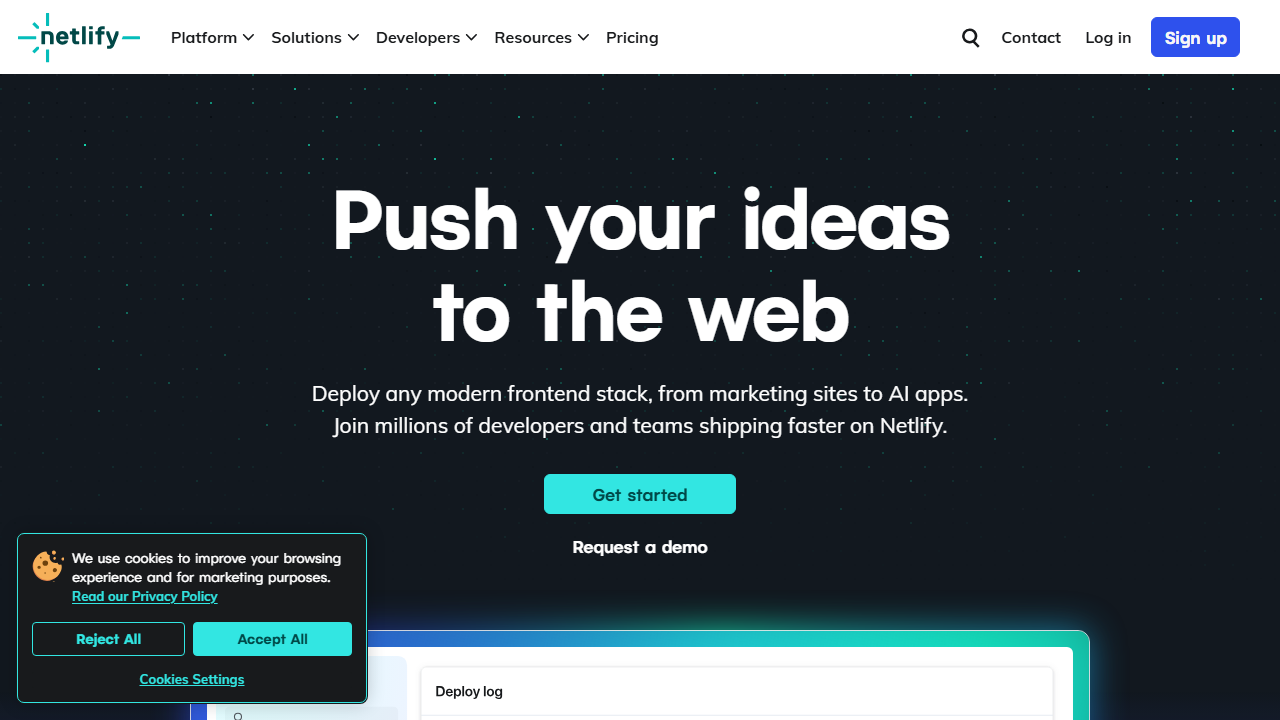 netlify
Platform
Solutions
Developers
Resources
Pricing
Contact
Log in
Sign up
Push your ideas
to the web
Deploy any modern frontend stack, from marketing sites to AI apps.
Join millions of developers and teams shipping faster on Netlify.
Get started
Request a demo
We use cookies to improve your browsing
experience and for marketing purposes.
Read our Privacy Policy
Reject All
Accept All
Cookies Settings
Deploy log